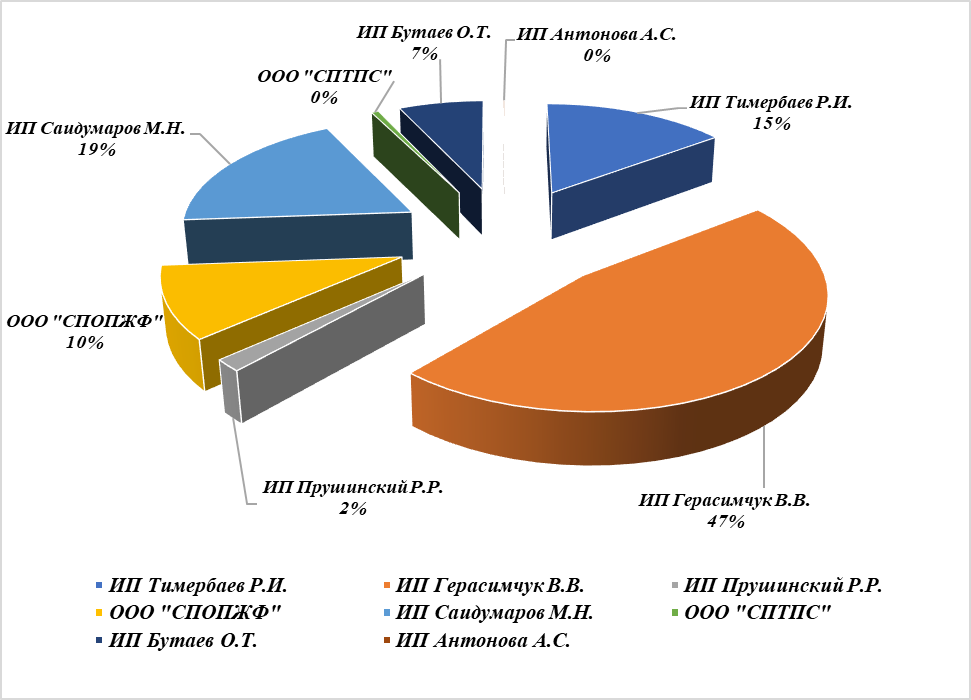 ИП Бутаев О.Т.
7%
ИП Антонова А.С.
0%
ООО "СПТПС"
0%
ИП Тимербаев Р.И.
15%
ИП Саидумаров М.Н.
19%
ООО "СПОПЖФ"
10%
ИП Прушинский Р.Р.
2%
ИП Герасимчук В.В.
47%
ИП Тимербаев Р.И.
ИП Герасимчук В.В.
ИП Прушинский Р.Р.
ООО "СПОПЖФ"
ИП Саидумаров М.Н.
ООО "СПТПС"
ИП Бутаев О.Т.
ИП Антонова А.С.